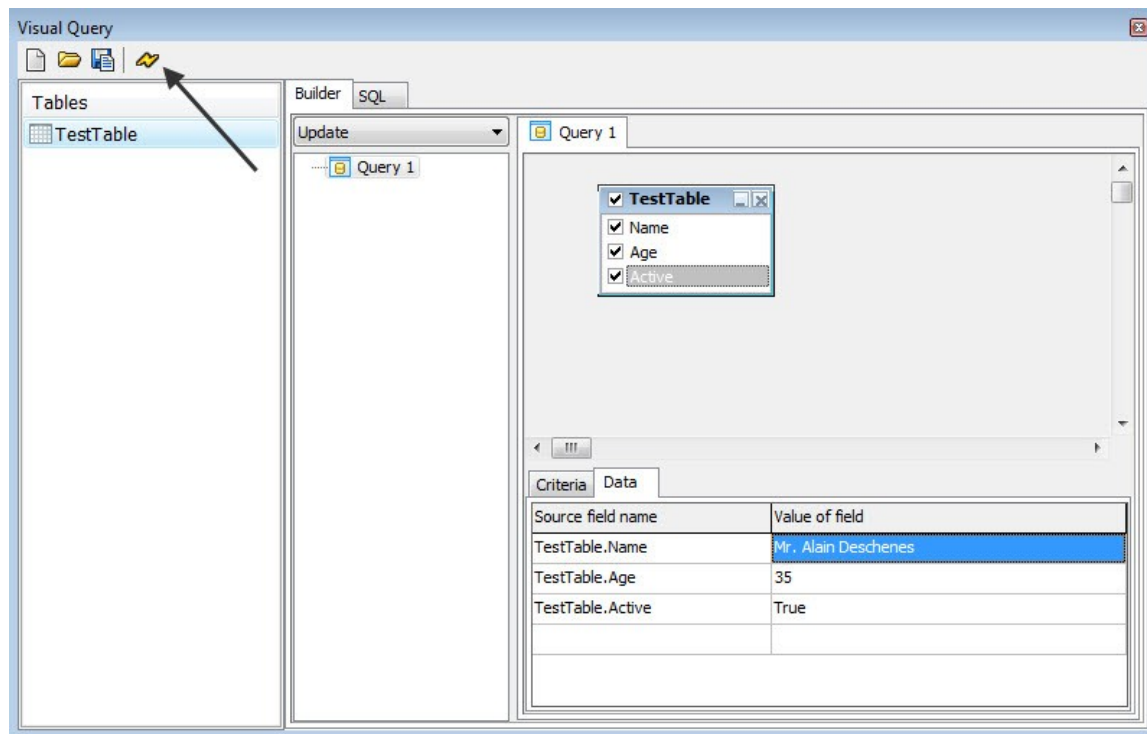 Visual Query
Tables
TestTable
Builder SQL
Update
Query 1
Query 1
TestTable
Name
Age
Active
Criteria Data
Source field name Value of field
TestTable.Name Mr. Alain Deschenes
TestTable.Age 35
TestTable.Active True